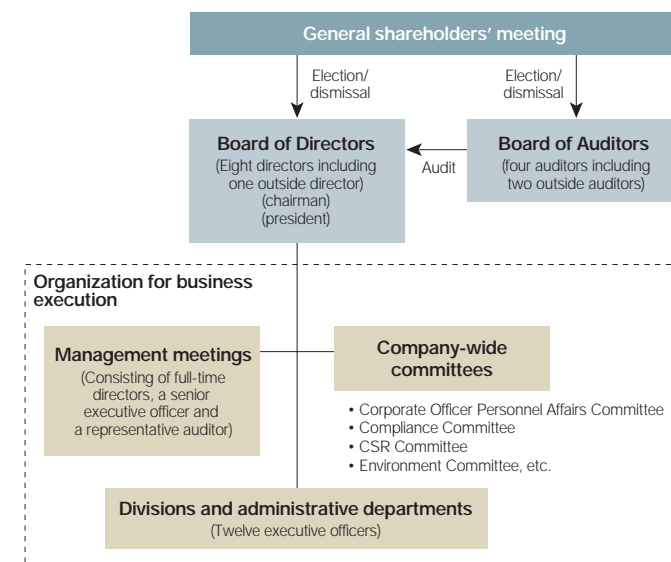 General shareholders' meeting
Election/
dismissal
Election/
dismissal
Board of Directors
(Eight directors including
one outside director)
(chairman)
(president)
Audit
Board of Auditors
(four auditors including
two outside auditors)
Organization for business
execution
Management meetings
(Consisting of full-time
directors, a senior
executive officer and
a representative auditor)
Company-wide
committees
• Corporate Officer Personnel Affairs Committee
• Compliance Committee
• CSR Committee
• Environment Committee, etc.
Divisions and administrative departments
(Twelve executive officers)